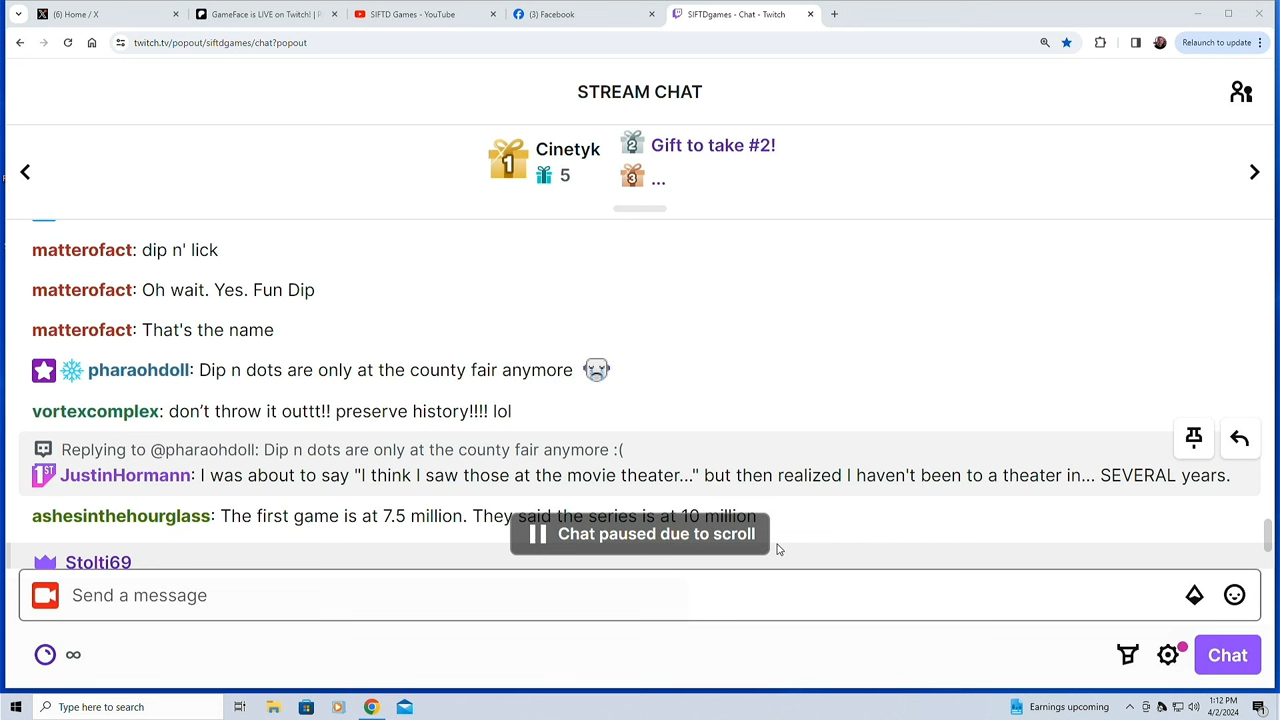 (6) Home / X
GameFace is LIVE on Twitch! | P
SIFTD Games - YouTube
(3) Facebook
SIFTDgames - Chat - Twitch
twitch.tv/popout/siftdgames/chat?popout
Relaunch to update
STREAM CHAT
1 Cinetyk
5
2 Gift to take #2!
3 ...
matterofact: dip n' lick
matterofact: Oh wait. Yes. Fun Dip
matterofact: That's the name
pharaohdoll: Dip n dots are only at the county fair anymore
vortexcomplex: don’t throw it outtt!! preserve history!!!! lol
Replying to @pharaohdoll: Dip n dots are only at the county fair anymore :(
1ST JustinHormann: I was about to say "I think I saw those at the movie theater..." but then realized I haven't been to a theater in... SEVERAL years.
ashesinthehourglass: The first game is at 7.5 million. They said the series is at 10 million
Chat paused due to scroll
Stolti69
Send a message
∞
Chat
Type here to search
Earnings upcoming
1:12 PM
4/2/2024